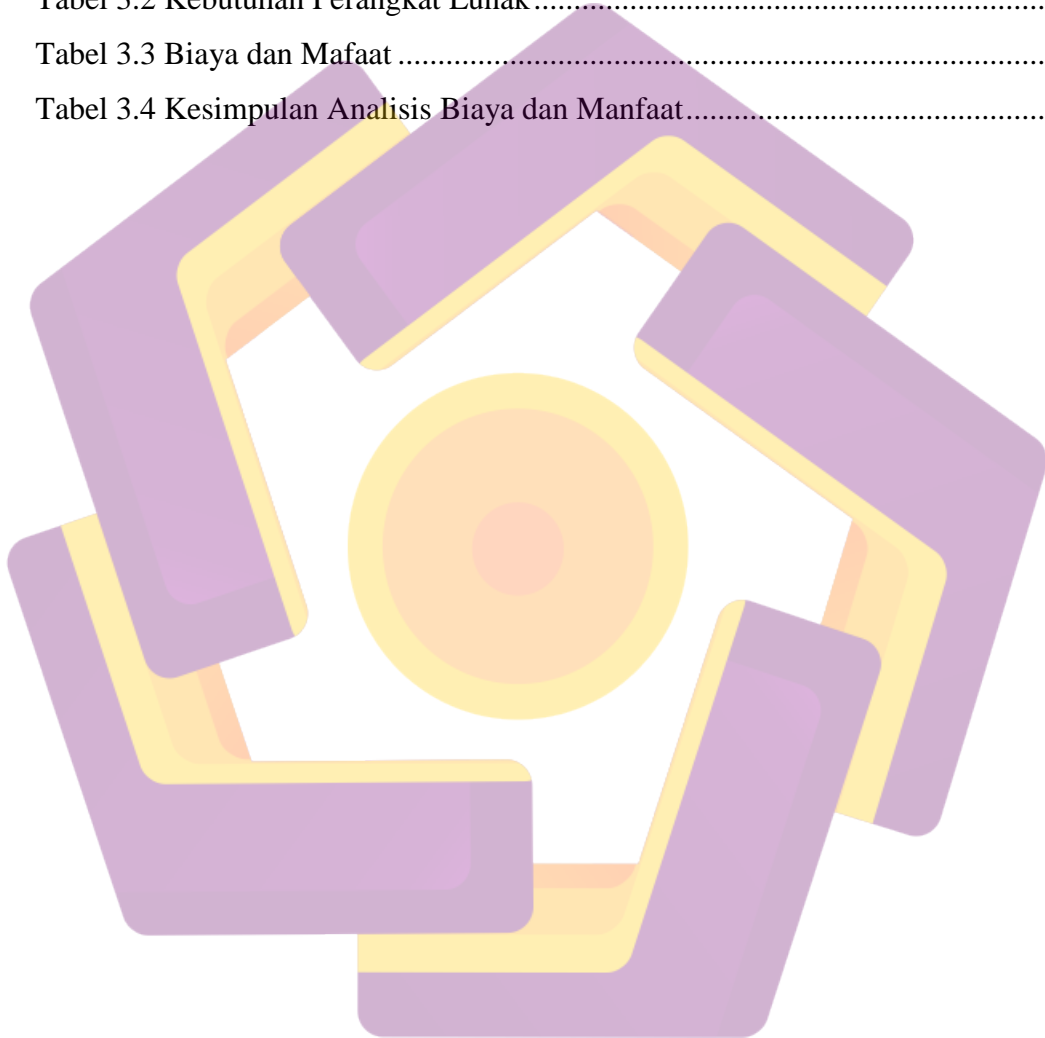 Tabel 3.2 Kebutuhan Perangkat Lunak.......................................................................
Tabel 3.3 Biaya dan Mafaat ...................................................................................
Tabel 3.4 Kesimpulan Analisis Biaya dan Manfaat..............................................